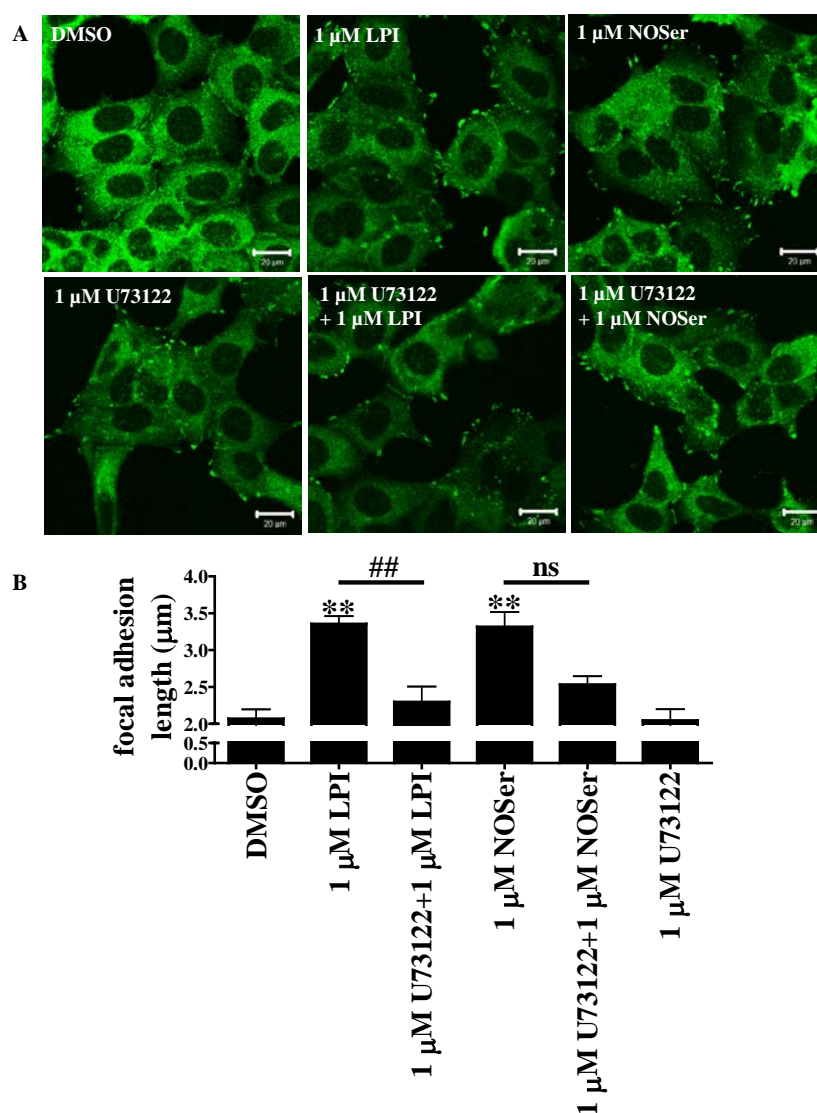 A
DMSO
1 µM LPI
1 µM NOSer
20 µm
20 µm
20 µm
1 µM U73122
1 µM U73122
+ 1 µM LPI
1 µM U73122
+ 1 µM NOSer
20 µm
20 µm
20 µm
B
##
ns
**
**
focal adhesion
length (µm)
4.0
3.5
3.0
2.5
2.0
0.5
0.0
DMSO
1 µM LPI
1 µM U73122+1 µM LPI
1 µM NOSer
1 µM U73122+1 µM NOSer
1 µM U73122